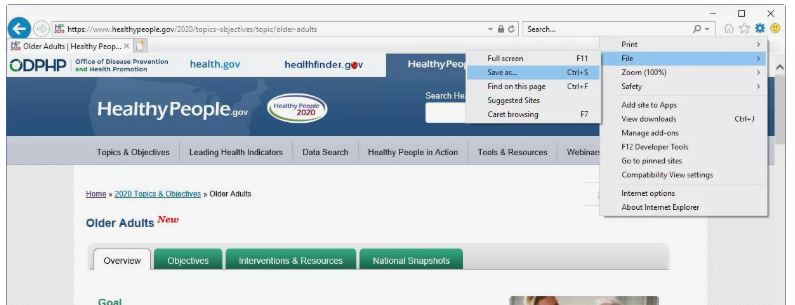 https://www.healthypeople.gov/2020/topics-objectives/topic/older-adults
Search...
Older Adults | Healthy Peop...
Print
File
Zoom (100%)
Safety
Add site to Apps
View downloads Ctrl+J
Manage add-ons
F12 Developer Tools
Go to pinned sites
Compatibility View settings
Internet options
About Internet Explorer
Full screen F11
Save as... Ctrl+S
Find on this page Ctrl+F
Suggested Sites
Caret browsing F7
ODPHP Office of Disease Prevention
and Health Promotion
health.gov
healthfinder.gov
HealthyPeo
HealthyPeople.gov
Healthy People
2020
Search He
Topics & Objectives Leading Health Indicators Data Search Healthy People in Action Tools & Resources Webinars
Home » 2020 Topics & Objectives » Older Adults
Older Adults New
Overview Objectives Interventions & Resources National Snapshots
Goal